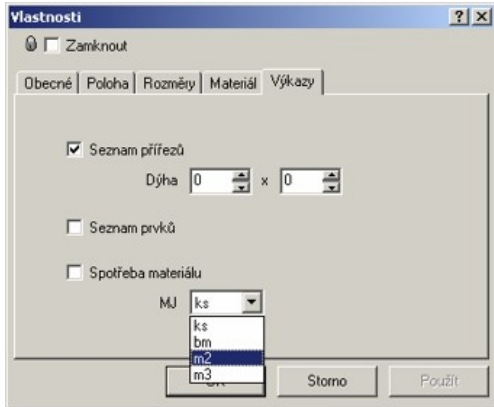 Vlastnosti
Zamknout
Obecné Poloha Rozměry Materiál Výkazy
Seznam přířezů
Dýha 0 x 0
Seznam prvků
Spotřeba materiálu
MJ ks
ks
bm
m2
m3
Storno Použít